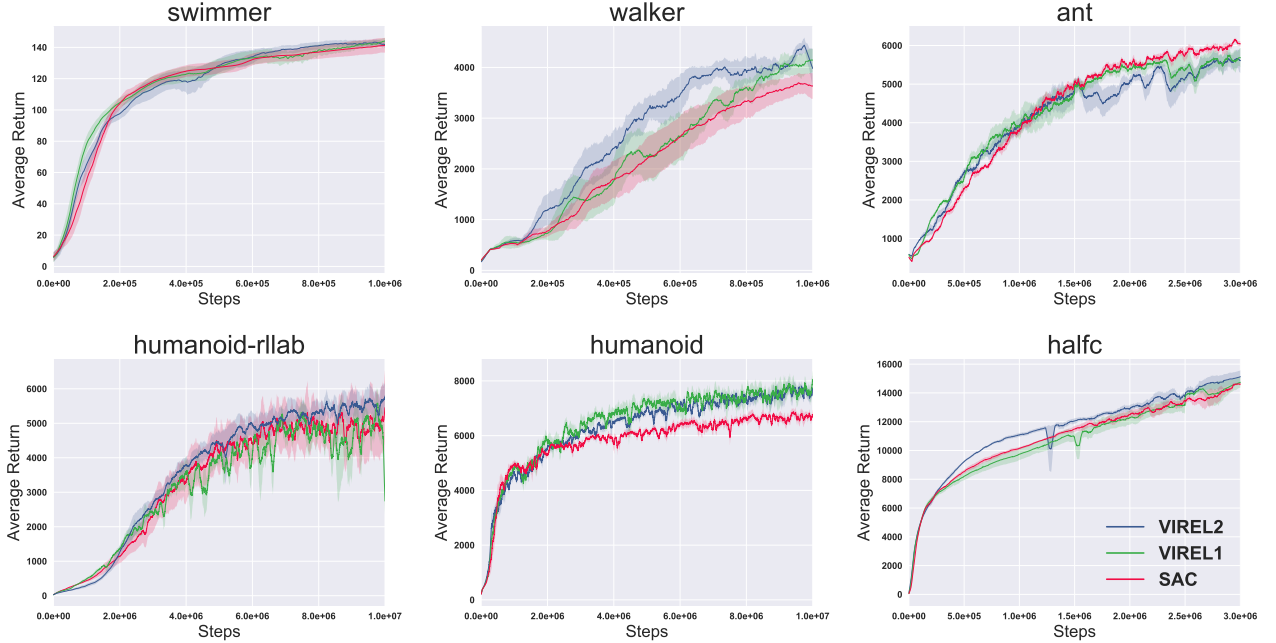 swimmer
Average Return
140
120
100
80
60
40
20
0
0.0e+00 2.0e+05 4.0e+05 6.0e+05 8.0e+05 1.0e+06
Steps
walker
Average Return
4000
3000
2000
1000
0
0.0e+00 2.0e+05 4.0e+05 6.0e+05 8.0e+05 1.0e+06
Steps
ant
Average Return
6000
5000
4000
3000
2000
1000
0.0e+00 5.0e+05 1.0e+06 1.5e+06 2.0e+06 2.5e+06 3.0e+06
Steps
humanoid-rllab
Average Return
6000
5000
4000
3000
2000
1000
0
0.0e+00 2.0e+06 4.0e+06 6.0e+06 8.0e+06 1.0e+07
Steps
humanoid
Average Return
8000
6000
4000
2000
0
0.0e+00 2.0e+06 4.0e+06 6.0e+06 8.0e+06 1.0e+07
Steps
halfc
Average Return
16000
14000
12000
10000
8000
6000
4000
2000
0
VIREL2
VIREL1
SAC
0.0e+00 5.0e+05 1.0e+06 1.5e+06 2.0e+06 2.5e+06 3.0e+06
Steps